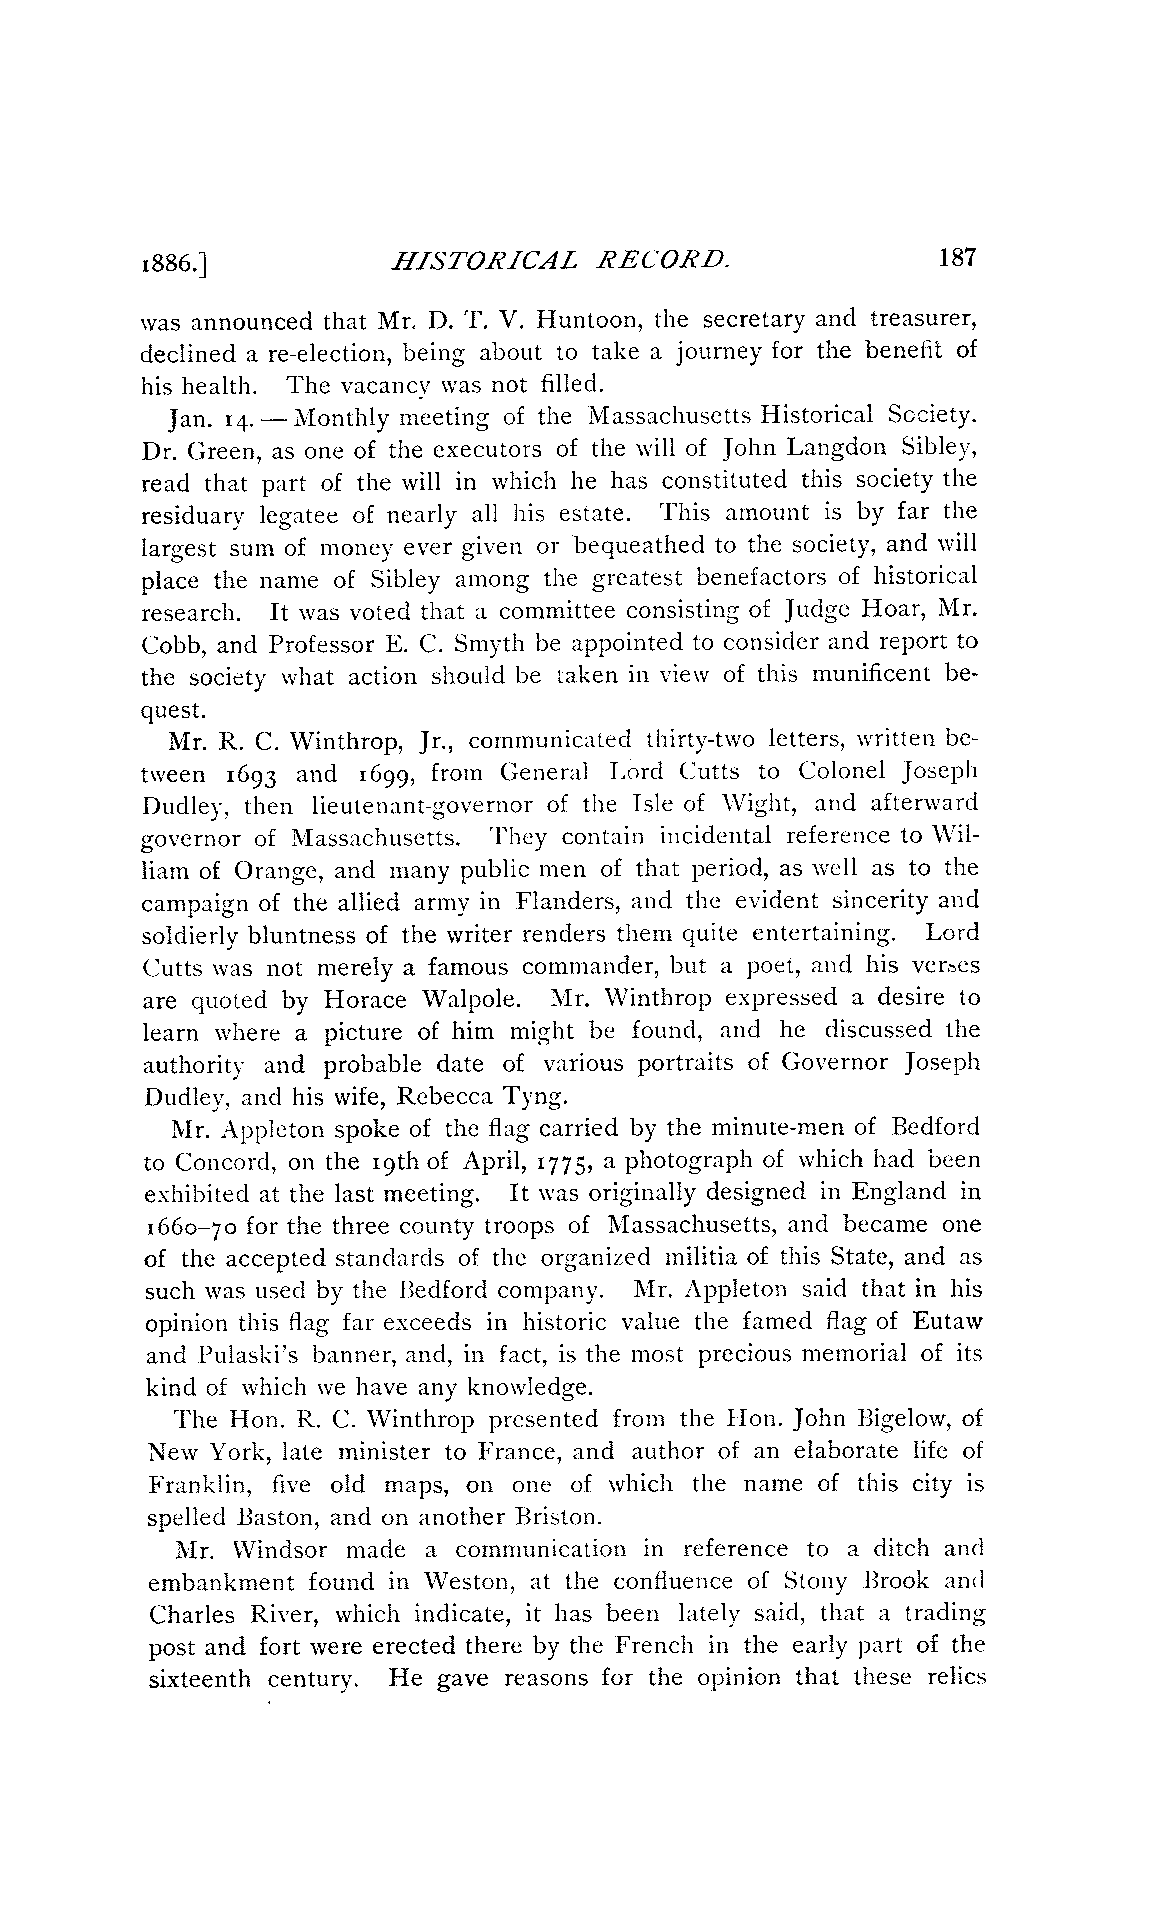 1886.] HISTORICAL RECORD. 187
was announced that Mr. D. T. V. Huntoon, the secretary and treasurer,
declined a re-election, being about to take a journey for the benefit of
his health. The vacancy was not filled.
Jan. 14. — Monthly meeting of the Massachusetts Historical Society.
Dr. Green, as one of the executors of the will of John Langdon Sibley,
read that part of the will in which he has constituted this society the
residuary legatee of nearly all his estate. This amount is by far the
largest sum of money ever given or bequeathed to the society, and will
place the name of Sibley among the greatest benefactors of historical
research. It was voted that a committee consisting of Judge Hoar, Mr.
Cobb, and Professor E. C. Smyth be appointed to consider and report to
the society what action should be taken in view of this munificent be-
quest.
Mr. R. C. Winthrop, Jr., communicated thirty-two letters, written be-
tween 1693 and 1699, from General Lord Cutts to Colonel Joseph
Dudley, then lieutenant-governor of the Isle of Wight, and afterward
governor of Massachusetts. They contain incidental reference to Wil-
liam of Orange, and many public men of that period, as well as to the
campaign of the allied army in Flanders, and the evident sincerity and
soldierly bluntness of the writer renders them quite entertaining. Lord
Cutts was not merely a famous commander, but a poet, and his verses
are quoted by Horace Walpole. Mr. Winthrop expressed a desire to
learn where a picture of him might be found, and he discussed the
authority and probable date of various portraits of Governor Joseph
Dudley, and his wife, Rebecca Tyng.
Mr. Appleton spoke of the flag carried by the minute-men of Bedford
to Concord, on the 19th of April, 1775, a photograph of which had been
exhibited at the last meeting. It was originally designed in England in
1660–70 for the three county troops of Massachusetts, and became one
of the accepted standards of the organized militia of this State, and as
such was used by the Bedford company. Mr. Appleton said that in his
opinion this flag far exceeds in historic value the famed flag of Eutaw
and Pulaski's banner, and, in fact, is the most precious memorial of its
kind of which we have any knowledge.
The Hon. R. C. Winthrop presented from the Hon. John Bigelow, of
New York, late minister to France, and author of an elaborate life of
Franklin, five old maps, on one of which the name of this city is
spelled Baston, and on another Briston.
Mr. Windsor made a communication in reference to a ditch and
embankment found in Weston, at the confluence of Stony Brook and
Charles River, which indicate, it has been lately said, that a trading
post and fort were erected there by the French in the early part of the
sixteenth century. He gave reasons for the opinion that these relics